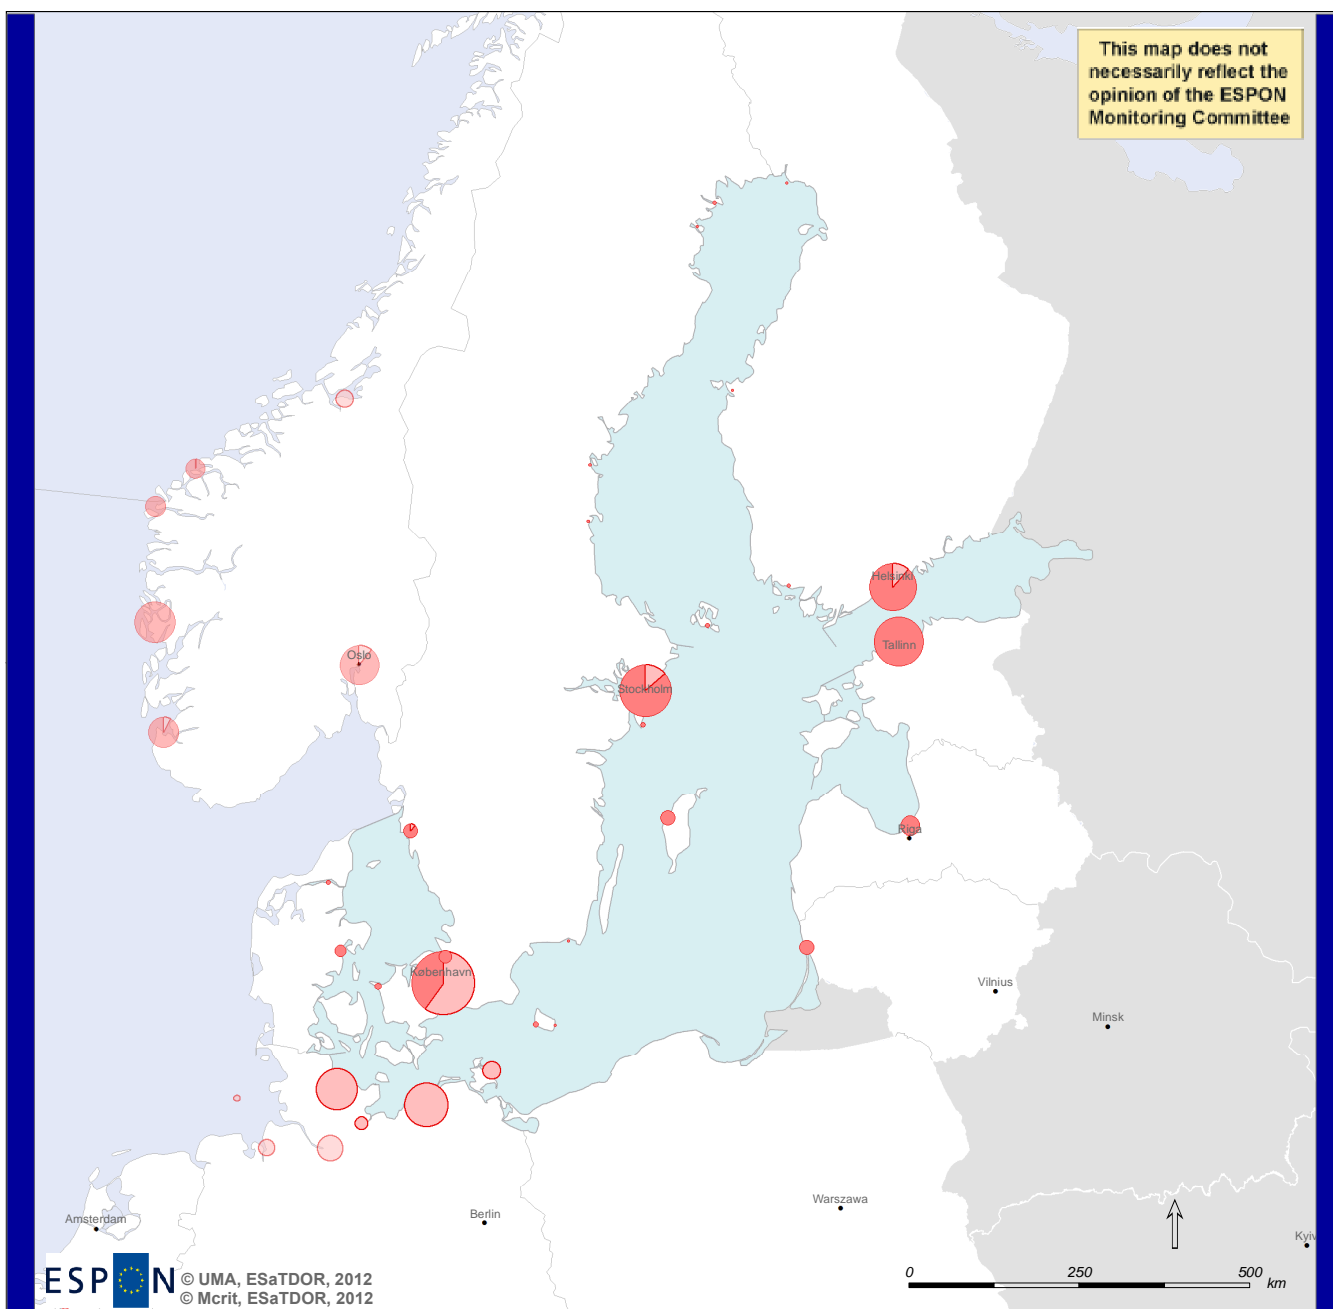 This map does not
necessarily reflect the
opinion of the ESPON
Monitoring Committee
Helsinki
Tallinn
Oslo
Stockholm
Riga
København
Vilnius
Minsk
Warszawa
Berlin
Amsterdam
Kyiv
ESPON
© UMA, ESaTDOR, 2012
© Mcrit, ESaTDOR, 2012
0 250 500
km